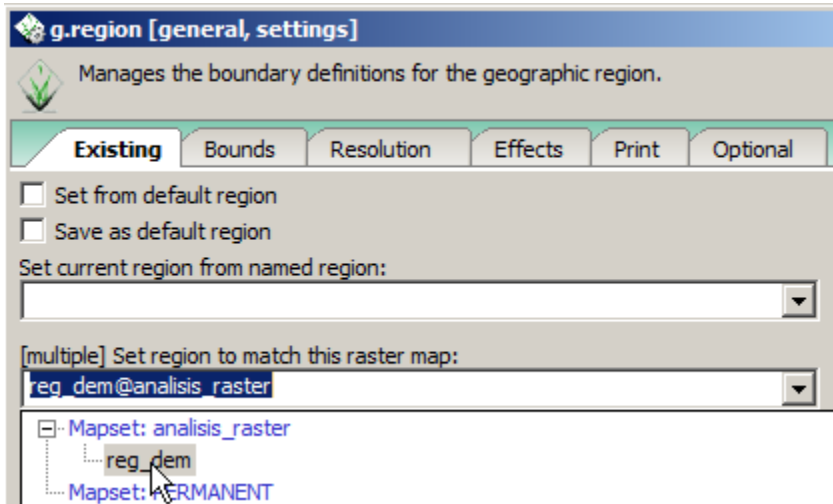 g.region [general, settings]
Manages the boundary definitions for the geographic region.
Existing Bounds Resolution Effects Print Optional
Set from default region
Save as default region
Set current region from named region:
[multiple] Set region to match this raster map:
reg_dem@analisis_raster
Mapset: analisis_raster
reg_dem
Mapset: PERMANENT